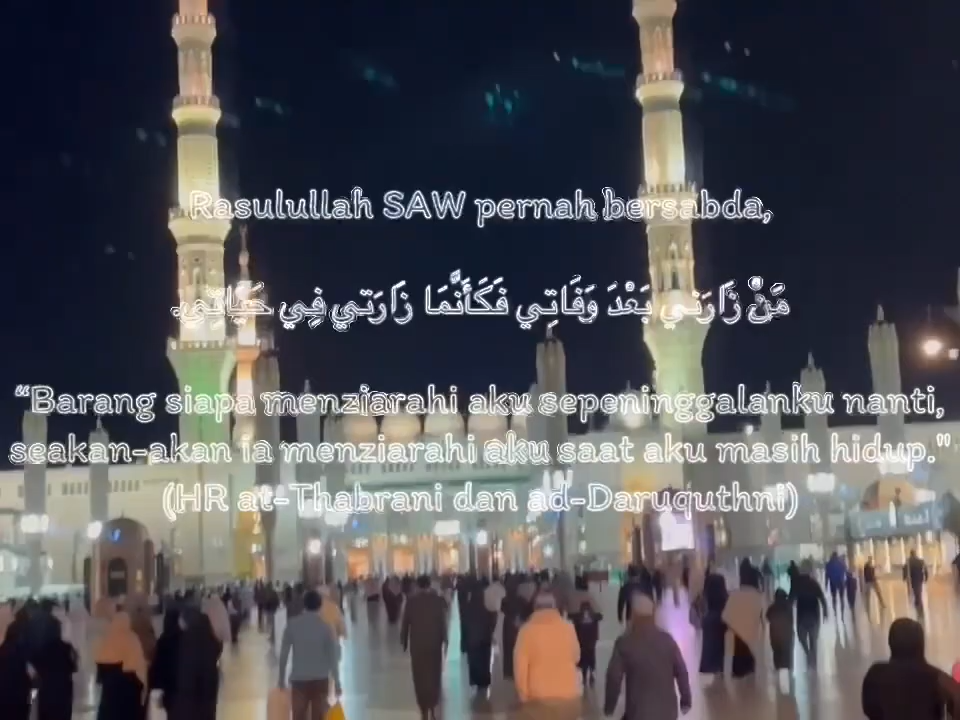 Rasulullah SAW pernah bersabda,
مَنْ زَارَنِي بَعْدَ وَفَاتِي فَكَأَنَّمَا زَارَتي فِي حَيَاتِي.
“Barang siapa menziarahi aku sepeninggalanku nanti,
seakan-akan ia menziarahi aku saat aku masih hidup."
(HR at-Thabrani dan ad-Daruquthni)